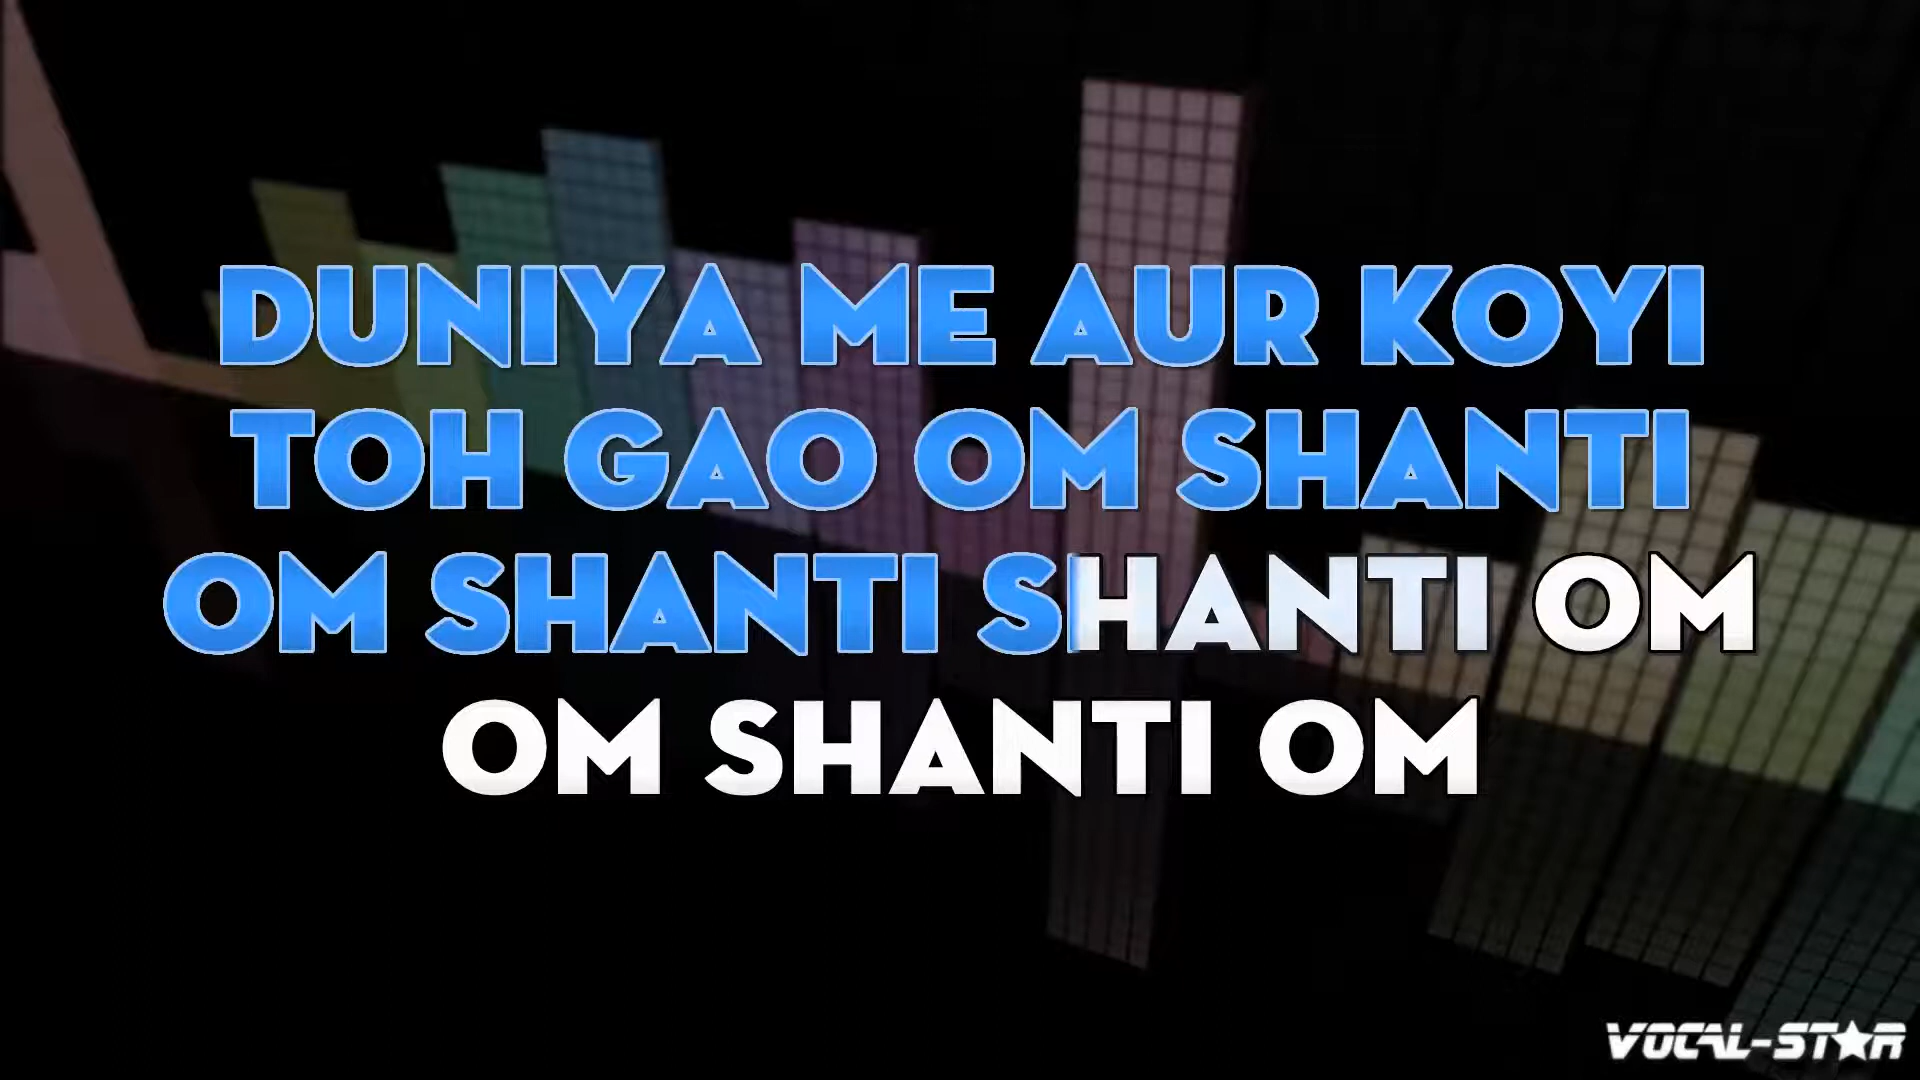 DUNIYA ME AUR KOYI
TOH GAO OM SHANTI
OM SHANTI SHANTI OM
OM SHANTI OM
VOCAL-STAR